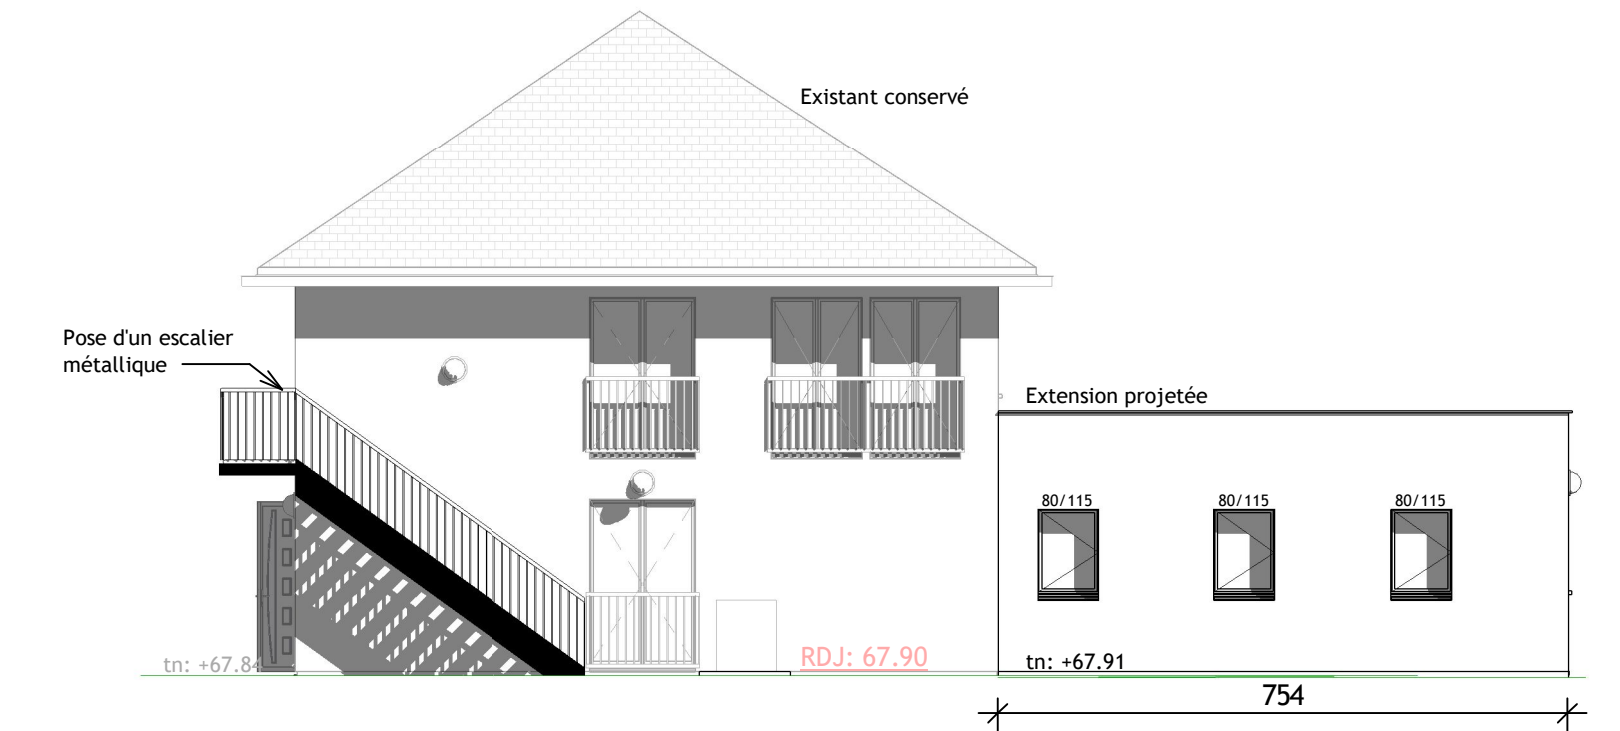 Existant conservé
Pose d'un escalier
métallique
Extension projetée
80/115
80/115
80/115
tn: +67.84
RDJ: 67.90
tn: +67.91
754